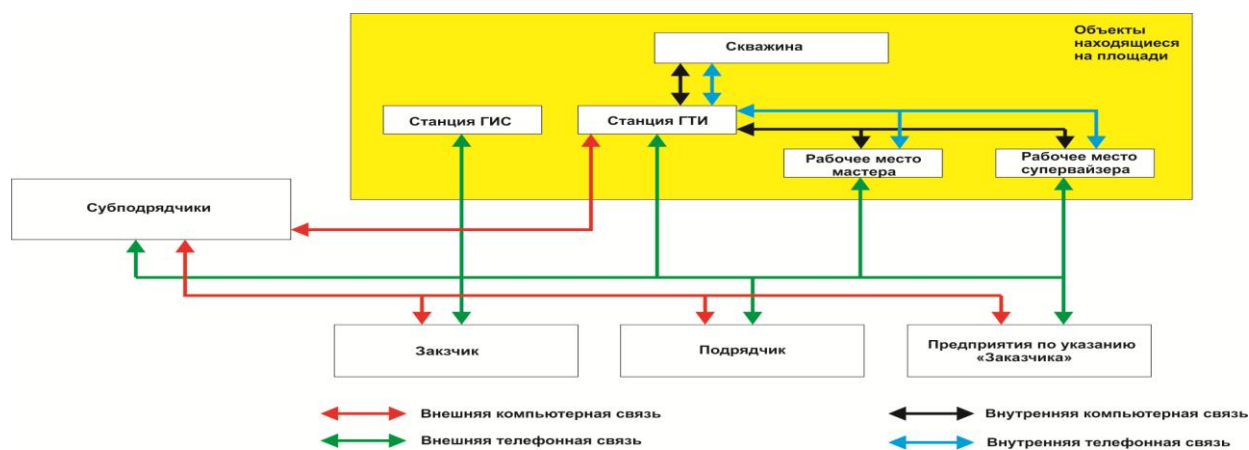 Объекты
находящиеся
на площади
Скважина
Станция ГИС
Станция ГТИ
Рабочее место
мастера
Рабочее место
супервайзера
Субподрядчики
Закзчик
Подрядчик
Предприятия по указанию
«Заказчика»
Внешняя компьютерная связь
Внутренняя компьютерная связь
Внешняя телефонная связь
Внутренняя телефонная связь